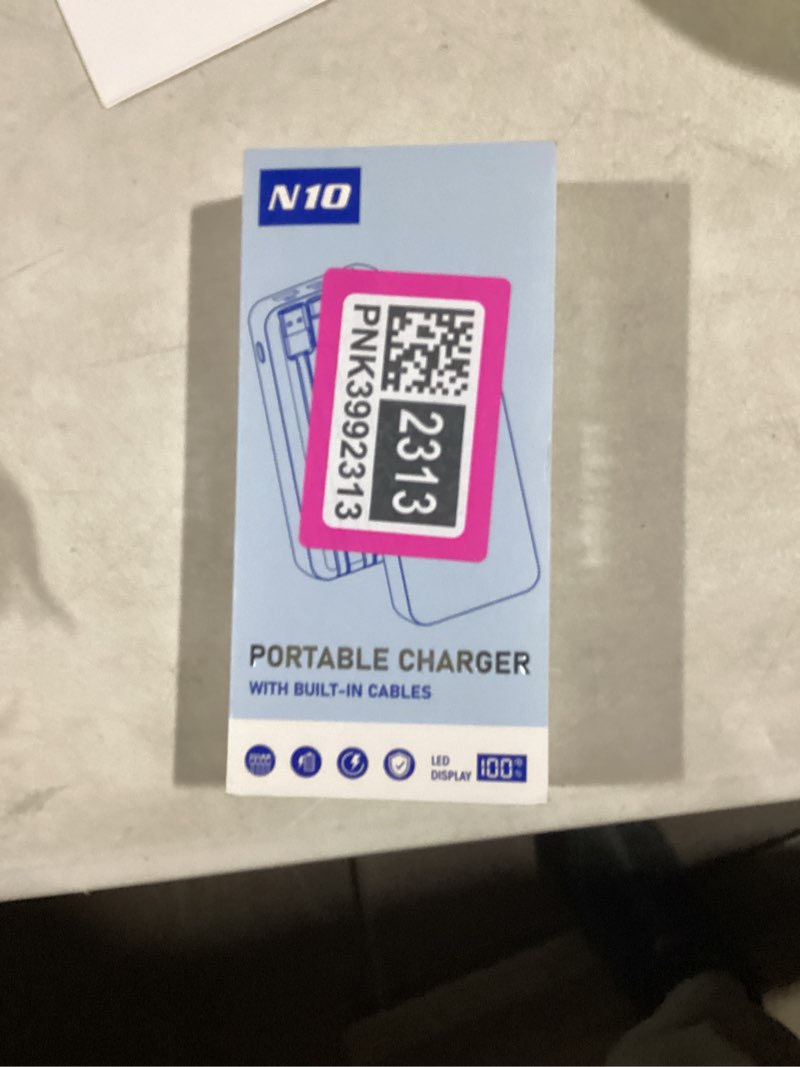 N10
PNK3992313
2313
PORTABLE CHARGER
WITH BUILT-IN CABLES
LED
DISPLAY
100%